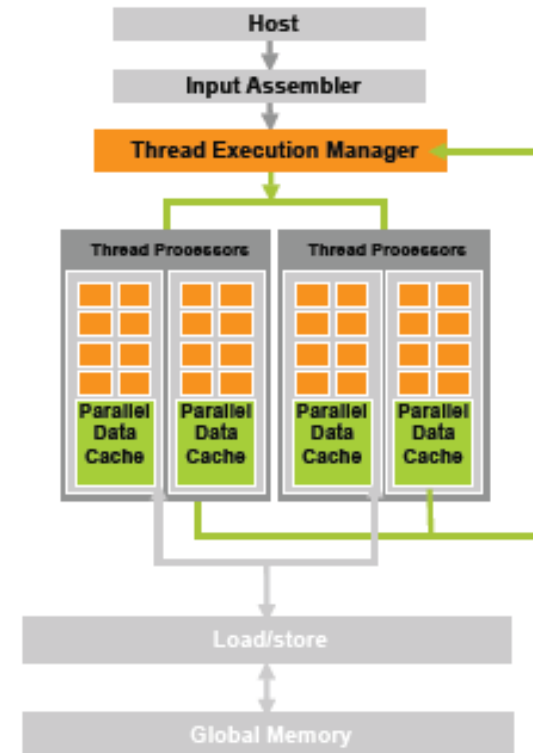 Host
Input Assembler
Thread Execution Manager
Thread Processors
Thread Processors
Parallel
Data
Cache
Parallel
Data
Cache
Parallel
Data
Cache
Parallel
Data
Cache
Load/store
Global Memory